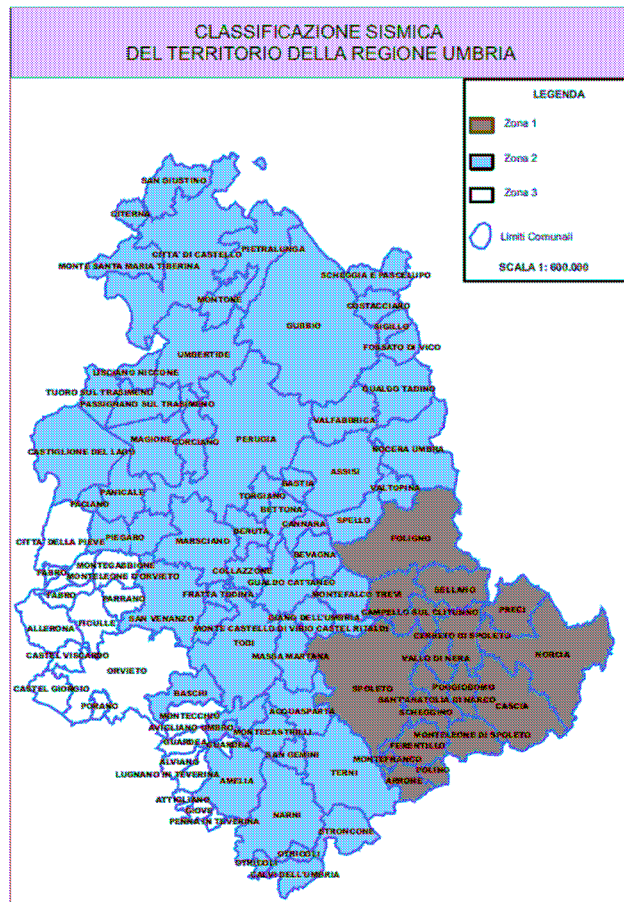 CLASSIFICAZIONE SISMICA
DEL TERRITORIO DELLA REGIONE UMBRIA
LEGENDA
Zona 1
Zona 2
Zona 3
Limiti Comunali
SCALA 1: 600.000
SAN GIUSTINO
CITERNA
CITTA' DI CASTELLO
PIETRALUNGA
MONTE SANTA MARIA TIBERINA
SCHEGGIA E PASCELUPO
MONTONE
COSTACCIARO
GUBBIO
SIGILLO
UMBERTIDE
FOSSATO DI VICO
LISCIANO NICCONE
GUALDO TADINO
TUORO SUL TRASIMENO
PASSIGNANO SUL TRASIMENO
VALFABBRICA
MAGIONE
CORCIANO
PERUGIA
CASTIGLIONE DEL LAGO
NOCERA UMBRA
ASSISI
BASTIA
VALTOPINA
PANICALE
TORGIANO
PACIANO
BETTONA
CANNARA
SPELLO
CITTA' DELLA PIEVE
PIEGARO
MARSCIANO
DERUTA
FOLIGNO
BEVAGNA
MONTEGABBIONE
FABRO
MONTELEONE D'ORVIETO
COLLAZZONE
GUALDO CATTANEO
FABRO
PARRANO
FRATTA TODINA
MONTEFALCO
TREVI
SELLANO
PRECI
ALLERONA
FICULLE
SAN VENANZO
MONTE CASTELLO DI VIBIO
GIANO DELL'UMBRIA
CASTEL RITALDI
CAMPELLO SUL CLITUNNO
CERRETO DI SPOLETO
TODI
CASTEL VISCARDO
ORVIETO
MASSA MARTANA
VALLO DI NERA
NORCIA
CASTEL GIORGIO
PORANO
BASCHI
SPOLETO
POGGIODOMO
SANT'ANATOLIA DI NARCO
SCHEGGINO
CASCIA
MONTECCHIO
ACQUASPARTA
AVIGLIANO UMBRO
MONTECASTRILLI
MONTELEONE DI SPOLETO
GUARDEA
GUARDEA
FERENTILLO
SAN GEMINI
MONTEFRANCO
ALVIANO
LUGNANO IN TEVERINA
AMELIA
TERNI
POLINO
ARRONE
ATTIGLIANO
GIOVE
PENNA IN TEVERINA
NARNI
STRONCONE
OTRICOLI
OTRICOLI
CALVI DELL'UMBRIA